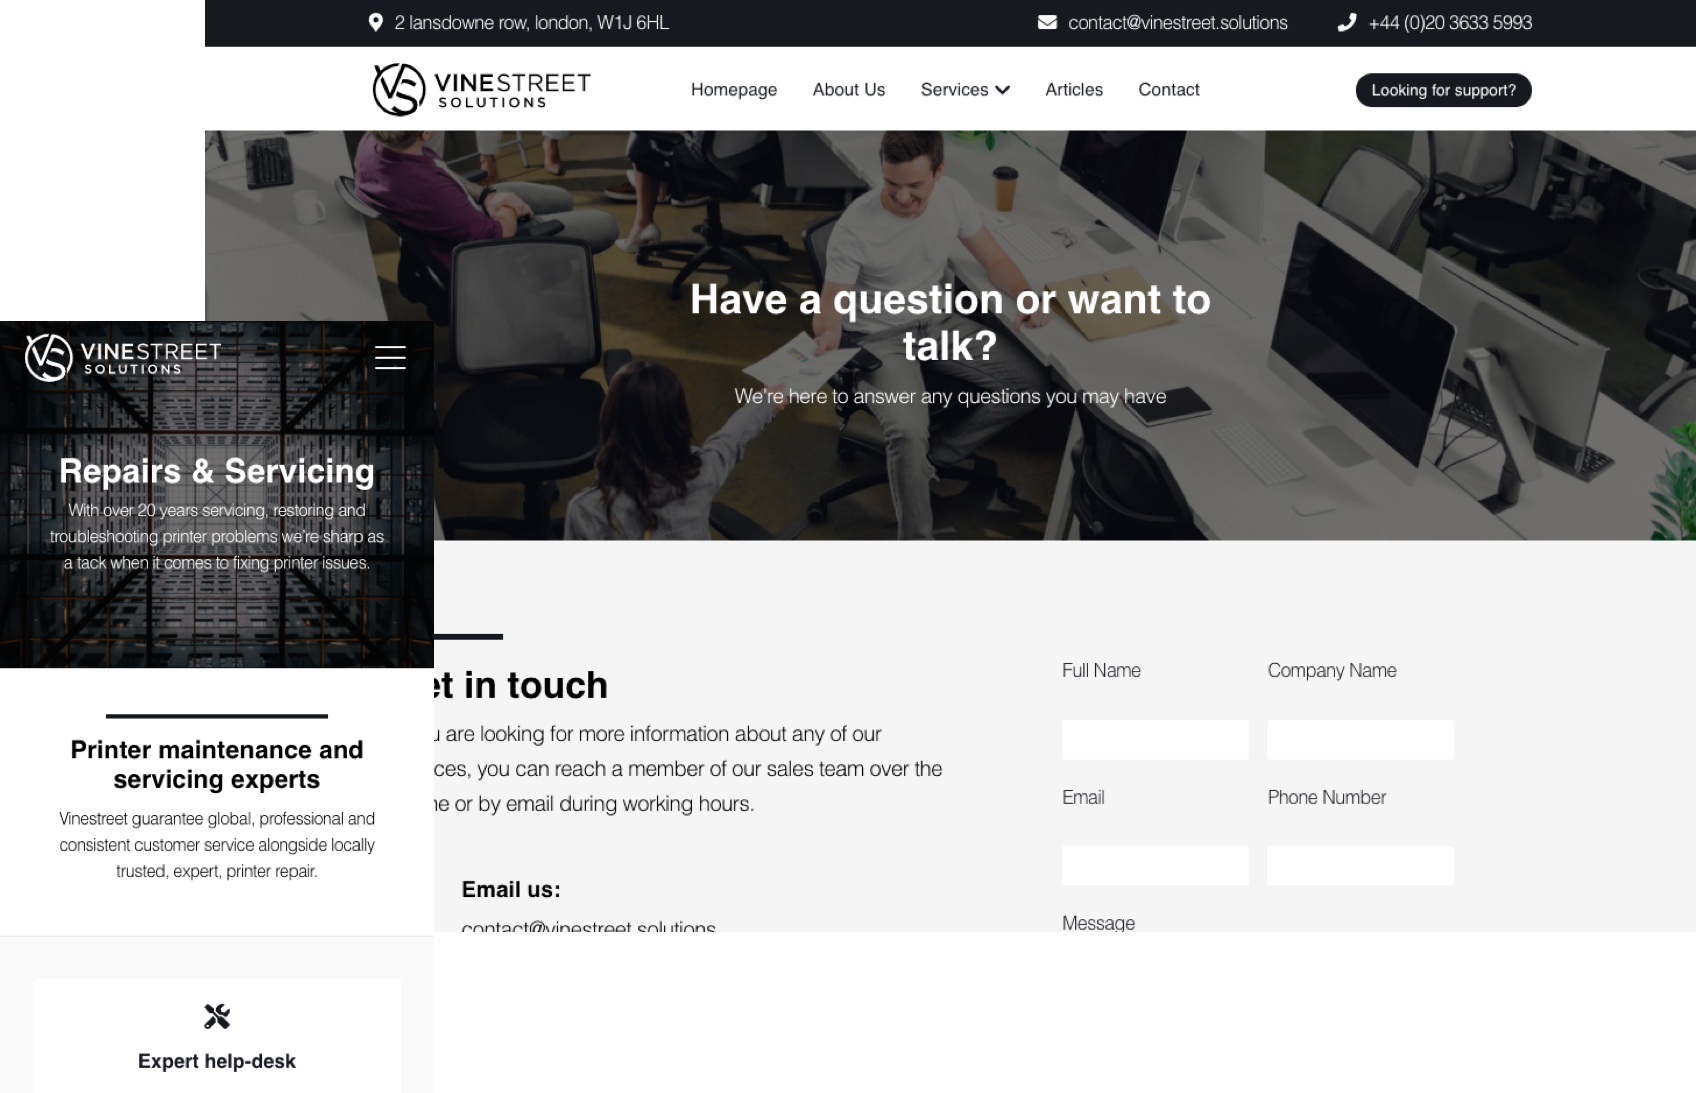 2 lansdowne row, london, W1J 6HL
contact@vinestreet.solutions
+44 (0)20 3633 5993
VINESTREET
SOLUTIONS
Homepage
About Us
Services
Articles
Contact
Looking for support?
Have a question or want to
talk?
We're here to answer any questions you may have
VINESTREET
SOLUTIONS
Repairs & Servicing
With over 20 years servicing, restoring and
troubleshooting printer problems we're sharp as
a tack when it comes to fixing printer issues.
Printer maintenance and
servicing experts
Vinestreet guarantee global, professional and
consistent customer service alongside locally
trusted, expert, printer repair.
Expert help-desk
in touch
are looking for more information about any of our
you can reach a member of our sales team over the
or by email during working hours.
Email us:
contact@vinestreet.solutions
Full Name
Company Name
Email
Phone Number
Message